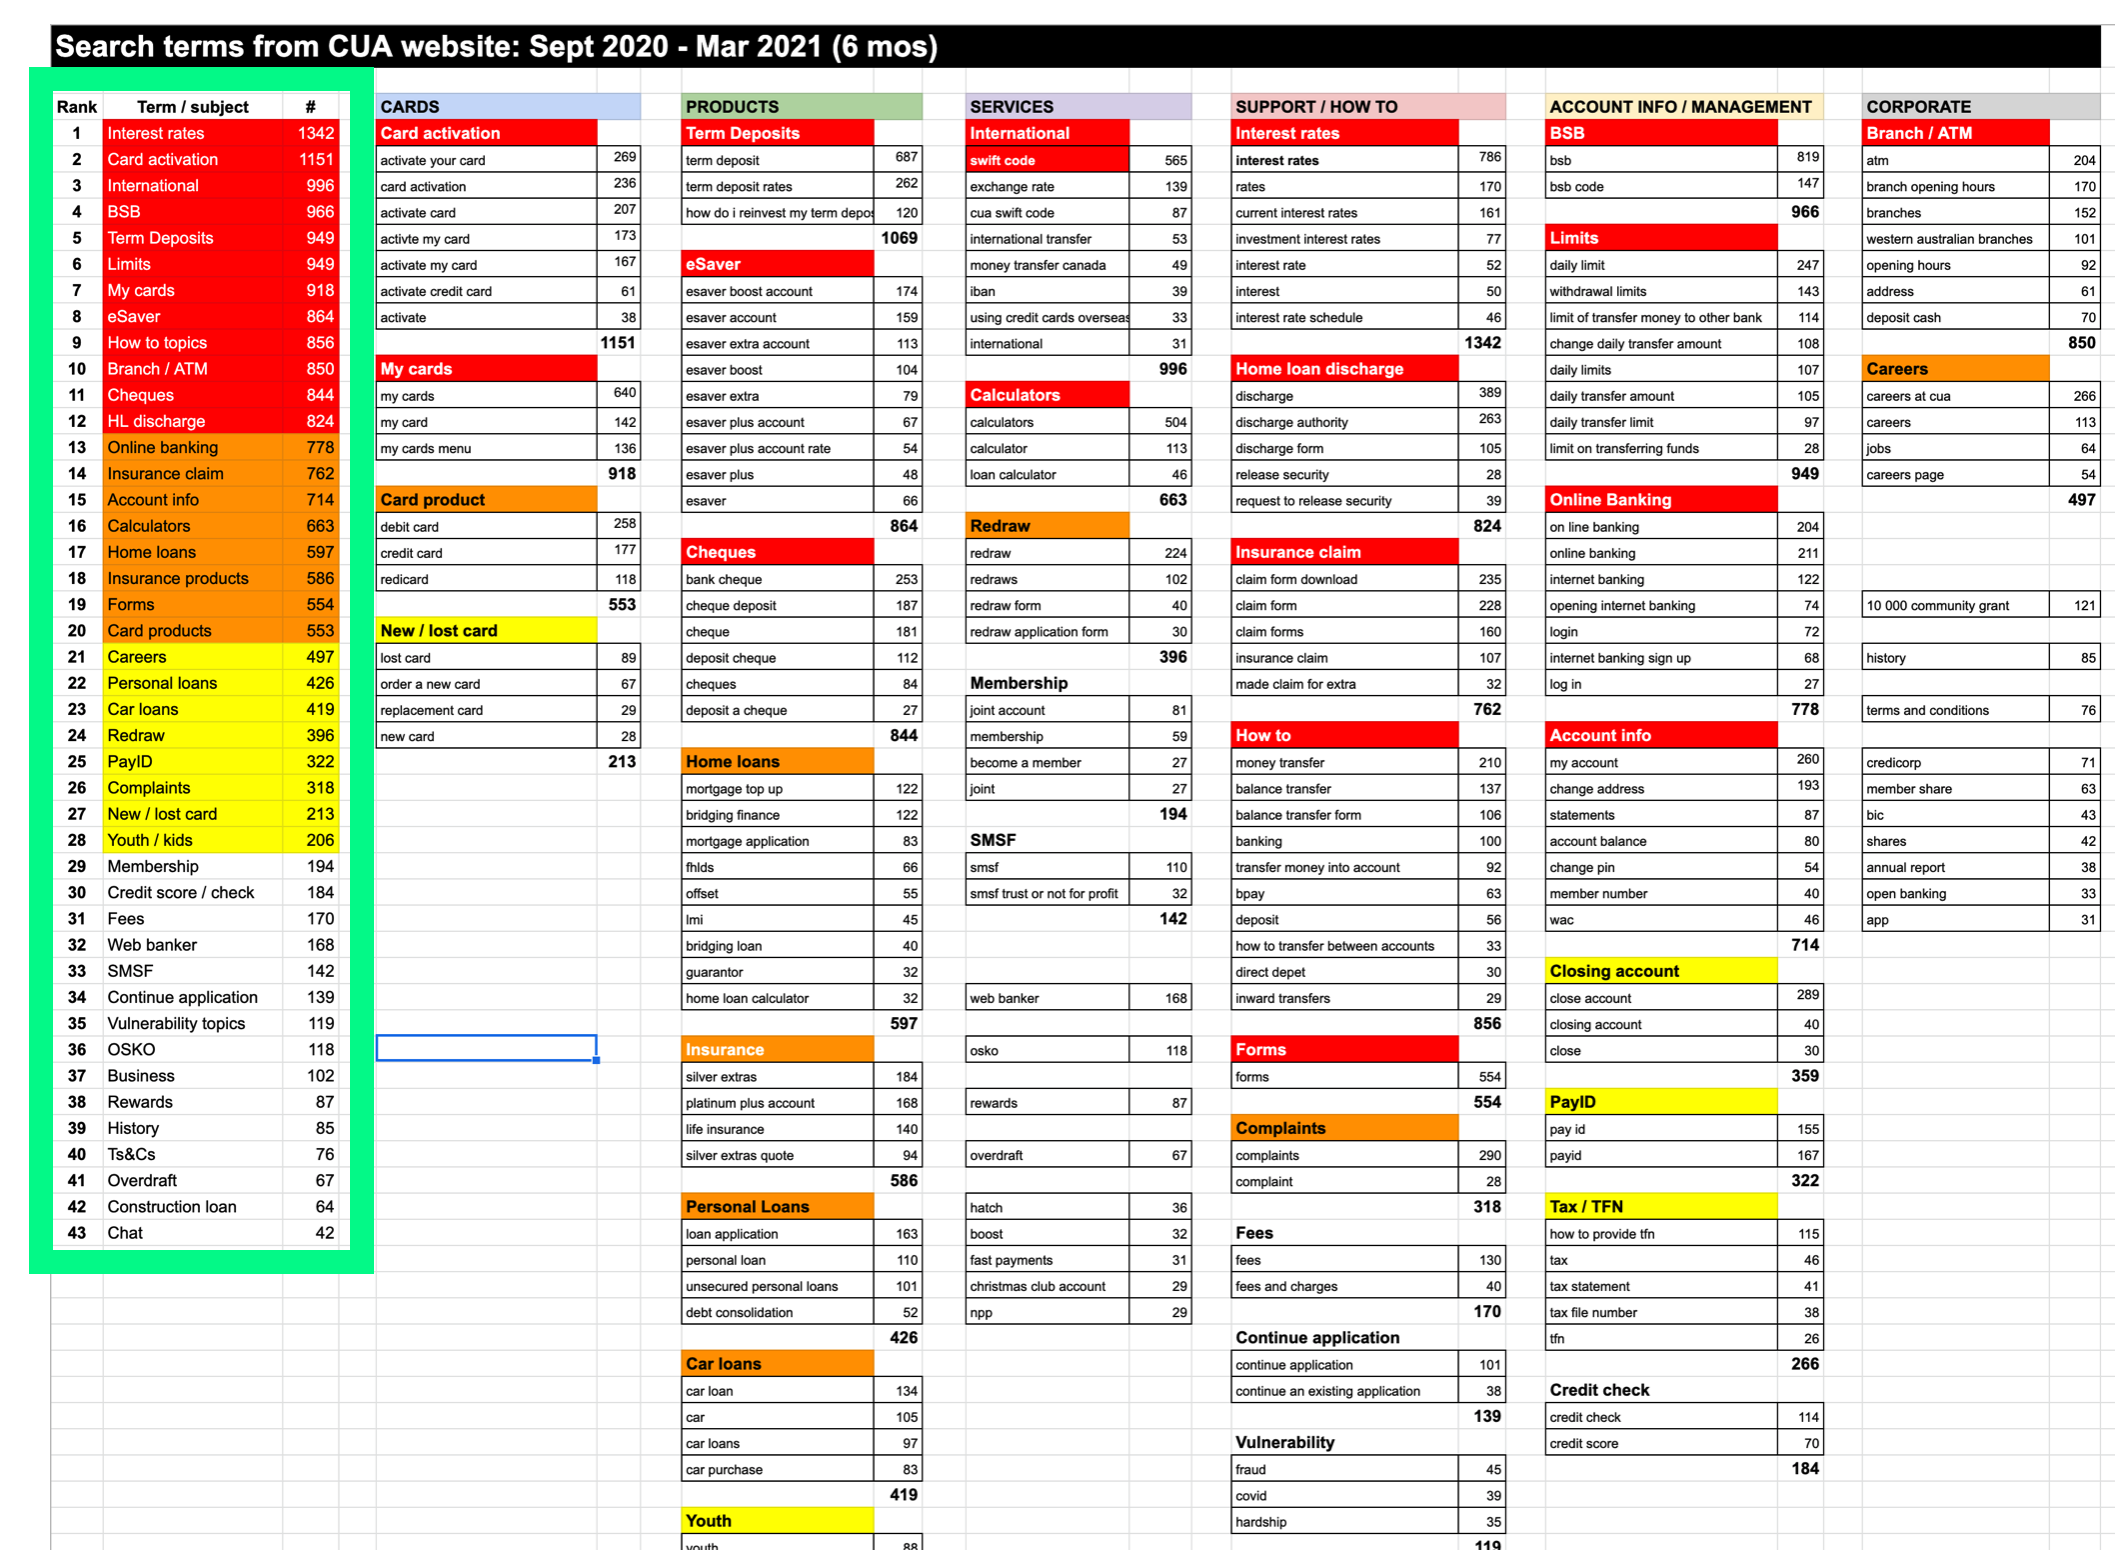 Search terms from CUA website: Sept 2020 - Mar 2021 (6 mos)
Rank Term / subject #
1 Interest rates 1342
2 Card activation 1151
3 International 996
4 BSB 966
5 Term Deposits 949
6 Limits 949
7 My cards 918
8 eSaver 864
9 How to topics 856
10 Branch / ATM 850
11 Cheques 844
12 HL discharge 824
13 Online banking 778
14 Insurance claim 762
15 Account info 714
16 Calculators 663
17 Home loans 597
18 Insurance products 586
19 Forms 554
20 Card products 553
21 Careers 497
22 Personal loans 426
23 Car loans 419
24 Redraw 396
25 PayID 322
26 Complaints 318
27 New / lost card 213
28 Youth / kids 206
29 Membership 194
30 Credit score / check 184
31 Fees 170
32 Web banker 168
33 SMSF 142
34 Continue application 139
35 Vulnerability topics 119
36 OSKO 118
37 Business 102
38 Rewards 87
39 History 85
40 Ts&Cs 76
41 Overdraft 67
42 Construction loan 64
43 Chat 42
CARDS
Card activation
activate your card 269
card activation 236
activate card 207
activte my card 173
activate my card 167
activate credit card 61
activate 38
1151
My cards
my cards 640
my card 142
my cards menu 136
918
Card product
debit card 258
credit card 177
redicard 118
553
New / lost card
lost card 89
order a new card 67
replacement card 29
new card 28
213
PRODUCTS
Term Deposits
term deposit 687
term deposit rates 262
how do i reinvest my term depos 120
1069
eSaver
esaver boost account 174
esaver account 159
esaver extra account 113
esaver boost 104
esaver extra 79
esaver plus account 67
esaver plus account rate 54
esaver plus 48
esaver 66
864
Cheques
bank cheque 253
cheque deposit 187
cheque 181
deposit cheque 112
cheques 84
deposit a cheque 27
844
Home loans
mortgage top up 122
bridging finance 122
mortgage application 83
fhlds 66
offset 55
lmi 45
bridging loan 40
guarantor 32
home loan calculator 32
597
Insurance
silver extras 184
platinum plus account 168
life insurance 140
silver extras quote 94
586
Personal Loans
loan application 163
personal loan 110
unsecured personal loans 101
debt consolidation 52
426
Car loans
car loan 134
car 105
car loans 97
car purchase 83
419
Youth
youth 88
SERVICES
International
swift code 565
exchange rate 139
cua swift code 87
international transfer 53
money transfer canada 49
iban 39
using credit cards overseas 33
international 31
996
Calculators
calculators 504
calculator 113
loan calculator 46
663
Redraw
redraw 224
redraws 102
redraw form 40
redraw application form 30
396
Membership
joint account 81
membership 59
become a member 27
joint 27
194
SMSF
smsf 110
smsf trust or not for profit 32
142
web banker 168
osko 118
rewards 87
overdraft 67
hatch 36
boost 32
fast payments 31
christmas club account 29
npp 29
SUPPORT / HOW TO
Interest rates
interest rates 786
rates 170
current interest rates 161
investment interest rates 77
interest rate 52
interest 50
interest rate schedule 46
1342
Home loan discharge
discharge 389
discharge authority 263
discharge form 105
release security 28
request to release security 39
824
Insurance claim
claim form download 235
claim form 228
claim forms 160
insurance claim 107
made claim for extra 32
762
How to
money transfer 210
balance transfer 137
balance transfer form 106
banking 100
transfer money into account 92
bpay 63
deposit 56
how to transfer between accounts 33
direct depet 30
inward transfers 29
856
Forms
forms 554
554
Complaints
complaints 290
complaint 28
318
Fees
fees 130
fees and charges 40
170
Continue application
continue application 101
continue an existing application 38
139
Vulnerability
fraud 45
covid 39
hardship 35
119
ACCOUNT INFO / MANAGEMENT
BSB
bsb 819
bsb code 147
966
Limits
daily limit 247
withdrawal limits 143
limit of transfer money to other bank 114
change daily transfer amount 108
daily limits 107
daily transfer amount 105
daily transfer limit 97
limit on transferring funds 28
949
Online Banking
on line banking 204
online banking 211
internet banking 122
opening internet banking 74
login 72
internet banking sign up 68
log in 27
778
Account info
my account 260
change address 193
statements 87
account balance 80
change pin 54
member number 40
wac 46
714
Closing account
close account 289
closing account 40
close 30
359
PayID
pay id 155
payid 167
322
Tax / TFN
how to provide tfn 115
tax 46
tax statement 41
tax file number 38
tfn 26
266
Credit check
credit check 114
credit score 70
184
CORPORATE
Branch / ATM
atm 204
branch opening hours 170
branches 152
western australian branches 101
opening hours 92
address 61
deposit cash 70
850
Careers
careers at cua 266
careers 113
jobs 64
careers page 54
497
10 000 community grant 121
history 85
terms and conditions 76
credicorp 71
member share 63
bic 43
shares 42
annual report 38
open banking 33
app 31